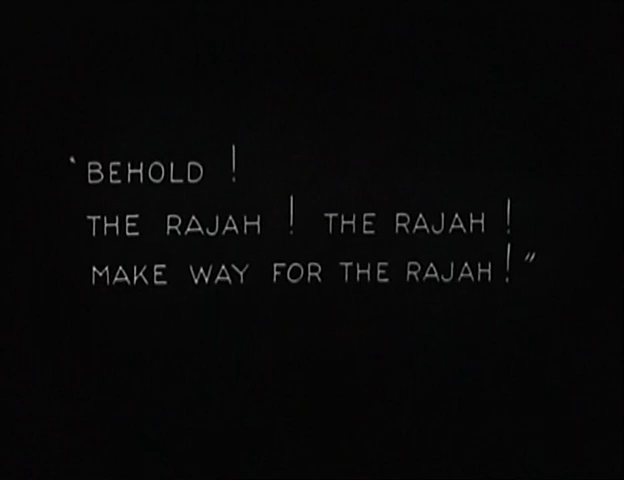 ‘BEHOLD !
THE RAJAH ! THE RAJAH !
MAKE WAY FOR THE RAJAH !”